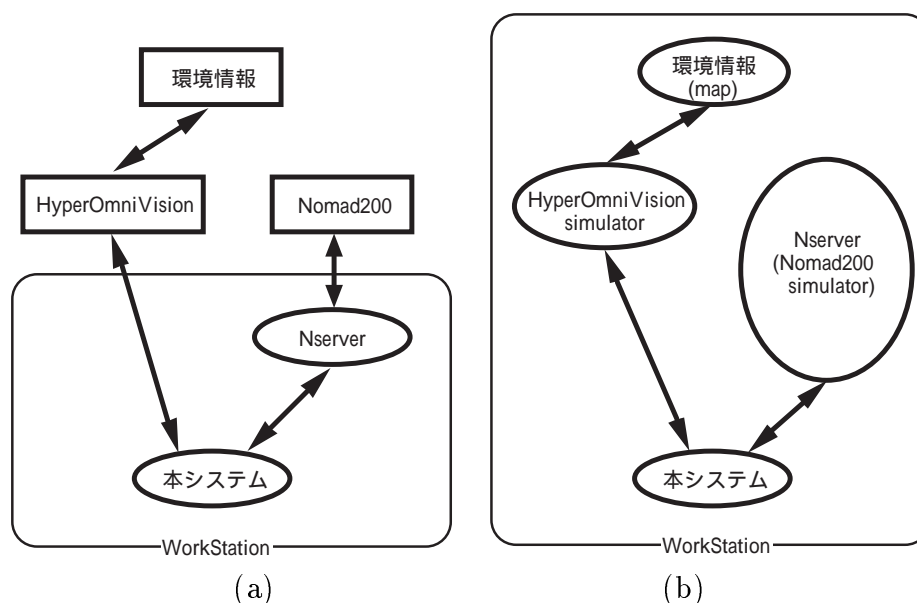 環境情報
HyperOmniVision
Nomad200
Nserver
本システム
WorkStation
(a)
環境情報
(map)
HyperOmniVision
simulator
Nserver
(Nomad200
simulator)
本システム
WorkStation
(b)